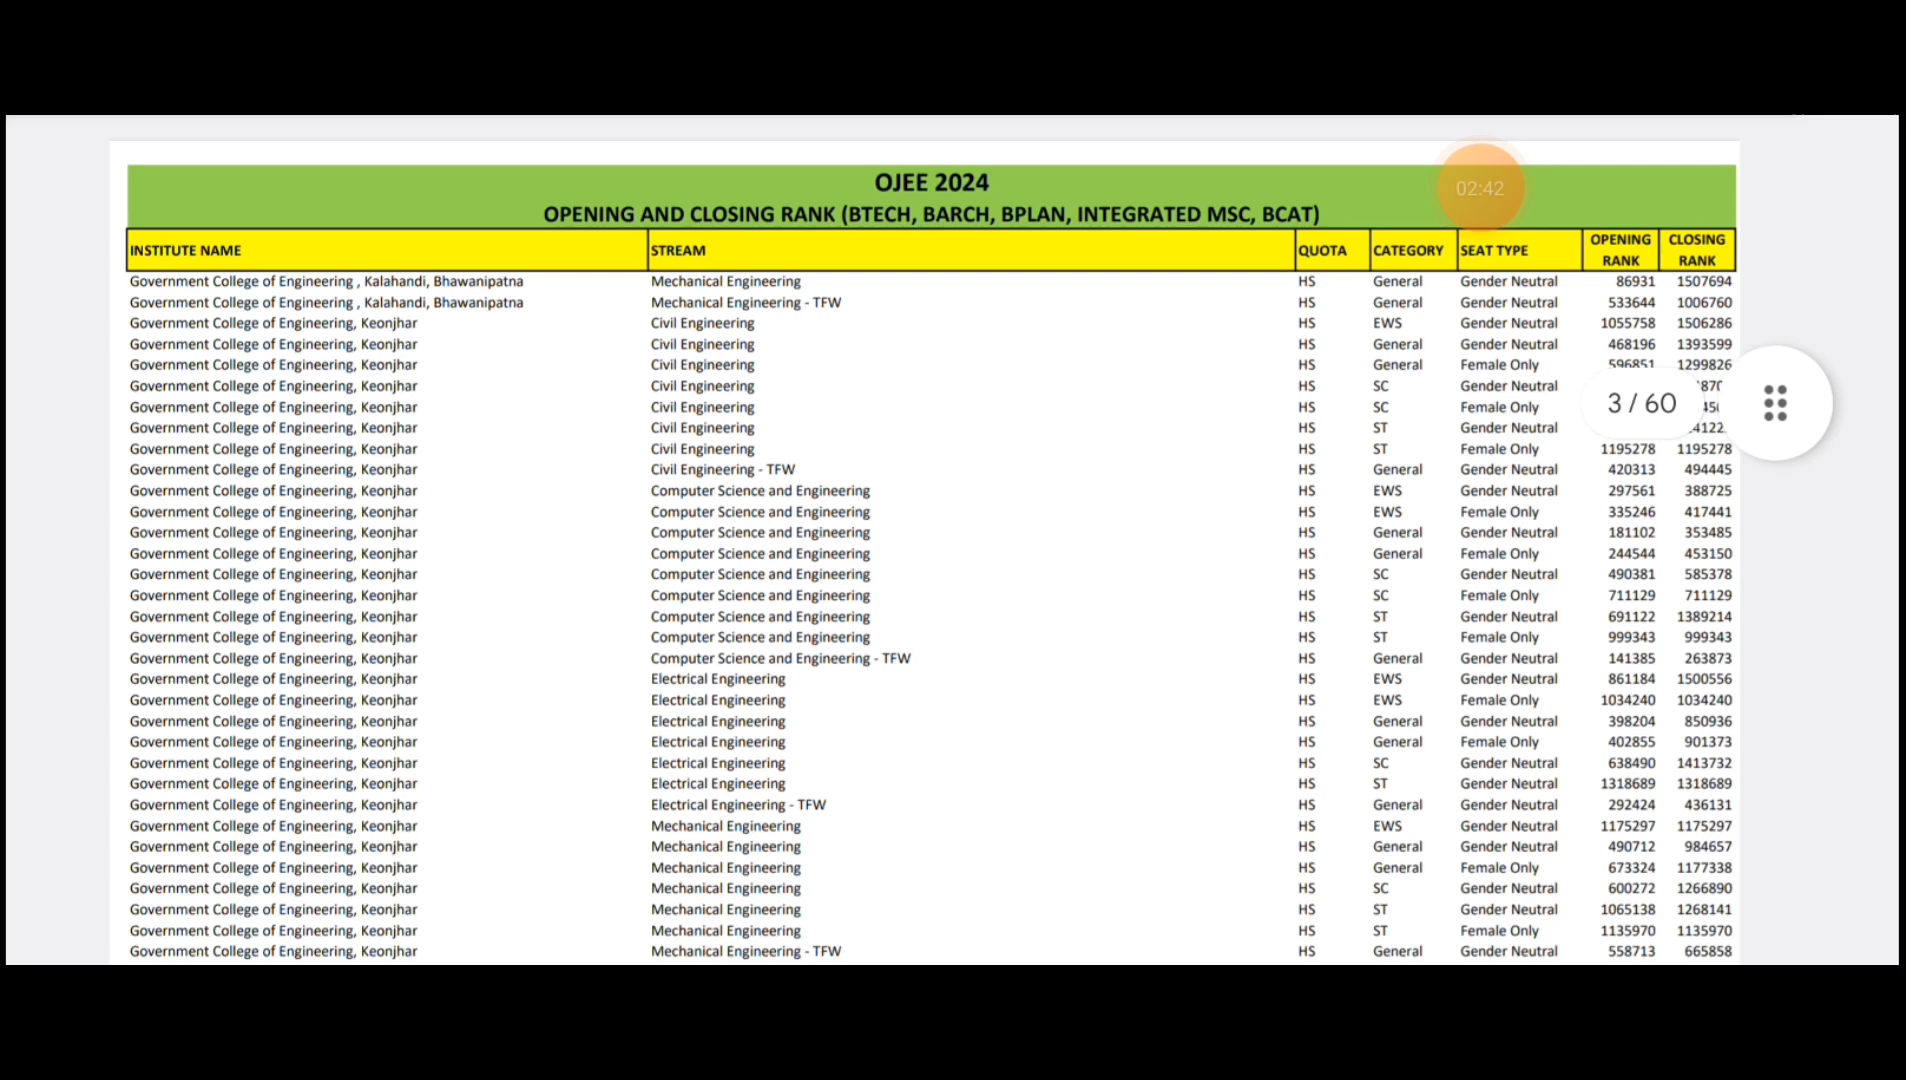 OJEE 2024
02:42
OPENING AND CLOSING RANK (BTECH, BARCH, BPLAN, INTEGRATED MSC, BCAT)
INSTITUTE NAME STREAM QUOTA CATEGORY SEAT TYPE OPENING RANK CLOSING RANK
Government College of Engineering , Kalahandi, Bhawanipatna Mechanical Engineering HS General Gender Neutral 86931 1507694
Government College of Engineering , Kalahandi, Bhawanipatna Mechanical Engineering - TFW HS General Gender Neutral 533644 1006760
Government College of Engineering, Keonjhar Civil Engineering HS EWS Gender Neutral 1055758 1506286
Government College of Engineering, Keonjhar Civil Engineering HS General Gender Neutral 468196 1393599
Government College of Engineering, Keonjhar Civil Engineering HS General Female Only 596851 1299826
Government College of Engineering, Keonjhar Civil Engineering HS SC Gender Neutral
Government College of Engineering, Keonjhar Civil Engineering HS SC Female Only
3 / 60
Government College of Engineering, Keonjhar Civil Engineering HS ST Gender Neutral
Government College of Engineering, Keonjhar Civil Engineering HS ST Female Only 1195278 1195278
Government College of Engineering, Keonjhar Civil Engineering - TFW HS General Gender Neutral 420313 494445
Government College of Engineering, Keonjhar Computer Science and Engineering HS EWS Gender Neutral 297561 388725
Government College of Engineering, Keonjhar Computer Science and Engineering HS EWS Female Only 335246 417441
Government College of Engineering, Keonjhar Computer Science and Engineering HS General Gender Neutral 181102 353485
Government College of Engineering, Keonjhar Computer Science and Engineering HS General Female Only 244544 453150
Government College of Engineering, Keonjhar Computer Science and Engineering HS SC Gender Neutral 490381 585378
Government College of Engineering, Keonjhar Computer Science and Engineering HS SC Female Only 711129 711129
Government College of Engineering, Keonjhar Computer Science and Engineering HS ST Gender Neutral 691122 1389214
Government College of Engineering, Keonjhar Computer Science and Engineering HS ST Female Only 999343 999343
Government College of Engineering, Keonjhar Computer Science and Engineering - TFW HS General Gender Neutral 141385 263873
Government College of Engineering, Keonjhar Electrical Engineering HS EWS Gender Neutral 861184 1500556
Government College of Engineering, Keonjhar Electrical Engineering HS EWS Female Only 1034240 1034240
Government College of Engineering, Keonjhar Electrical Engineering HS General Gender Neutral 398204 850936
Government College of Engineering, Keonjhar Electrical Engineering HS General Female Only 402855 901373
Government College of Engineering, Keonjhar Electrical Engineering HS SC Gender Neutral 638490 1413732
Government College of Engineering, Keonjhar Electrical Engineering HS ST Gender Neutral 1318689 1318689
Government College of Engineering, Keonjhar Electrical Engineering - TFW HS General Gender Neutral 292424 436131
Government College of Engineering, Keonjhar Mechanical Engineering HS EWS Gender Neutral 1175297 1175297
Government College of Engineering, Keonjhar Mechanical Engineering HS General Gender Neutral 490712 984657
Government College of Engineering, Keonjhar Mechanical Engineering HS General Female Only 673324 1177338
Government College of Engineering, Keonjhar Mechanical Engineering HS SC Gender Neutral 600272 1266890
Government College of Engineering, Keonjhar Mechanical Engineering HS ST Gender Neutral 1065138 1268141
Government College of Engineering, Keonjhar Mechanical Engineering HS ST Female Only 1135970 1135970
Government College of Engineering, Keonjhar Mechanical Engineering - TFW HS General Gender Neutral 558713 665858